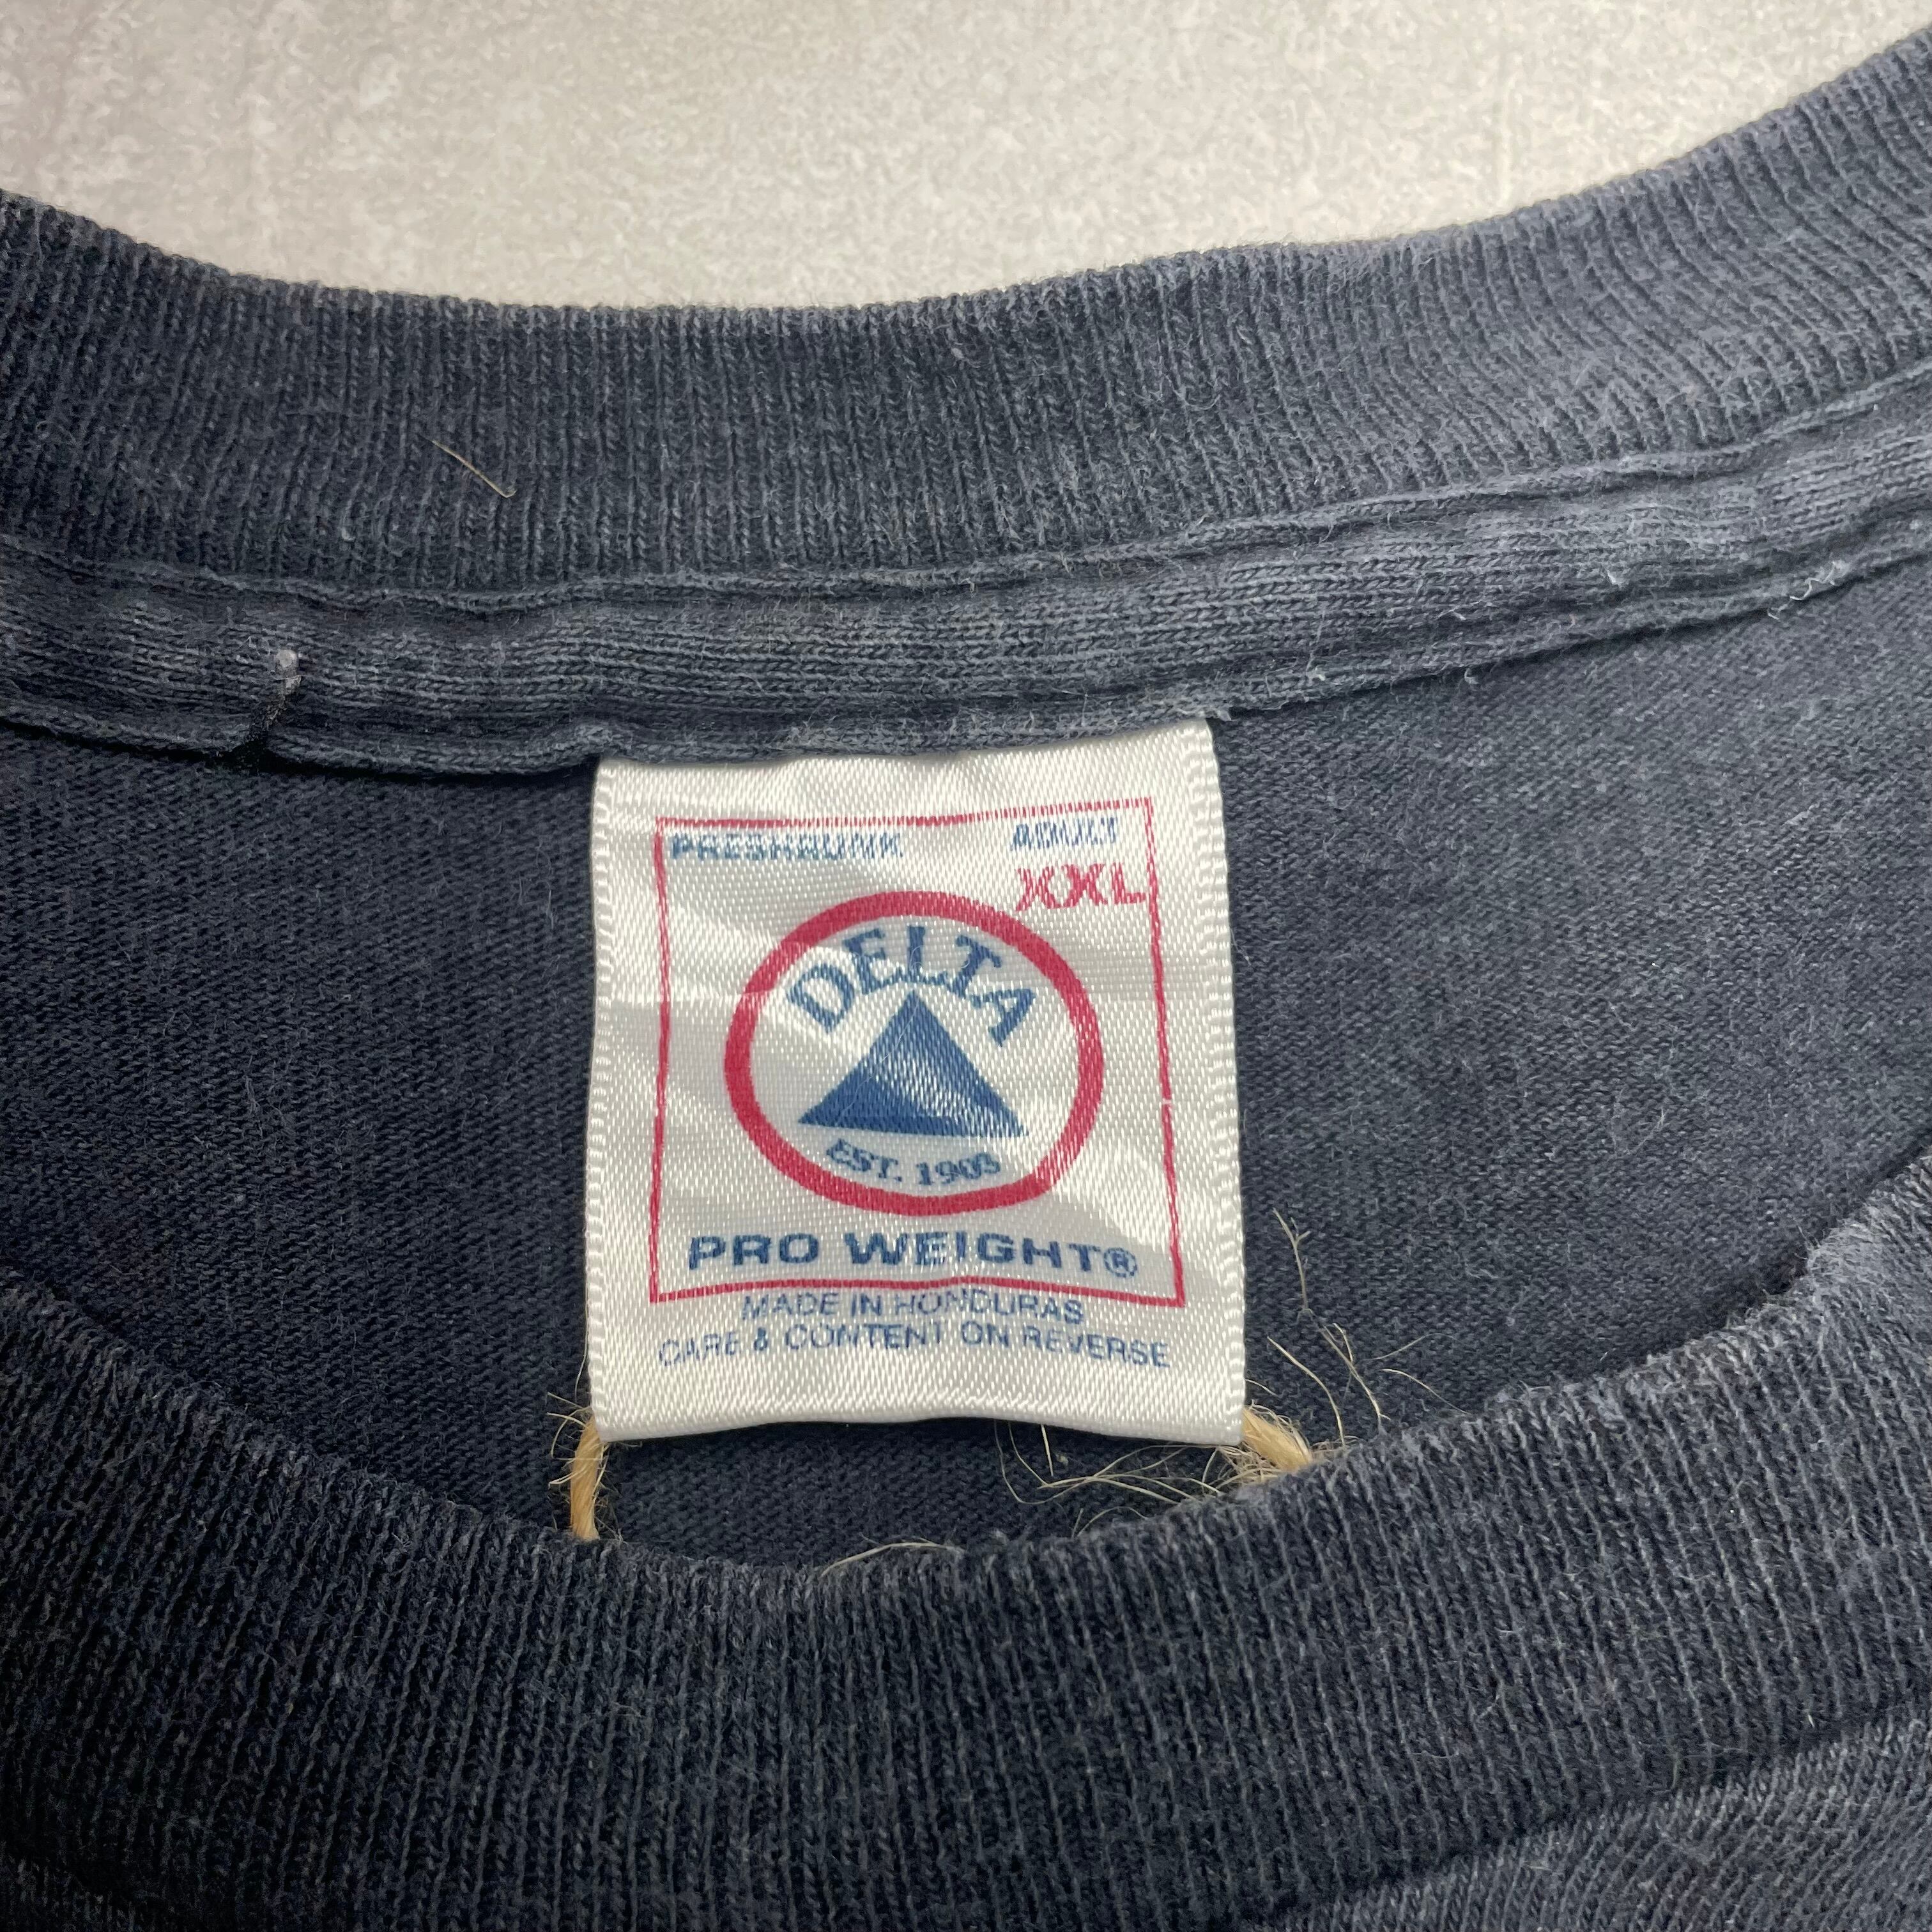 PRESHRUNK ADULT
XXL
DELTA
EST. 1903
PRO WEIGHT®
MADE IN HONDURAS
CARE & CONTENT ON REVERSE